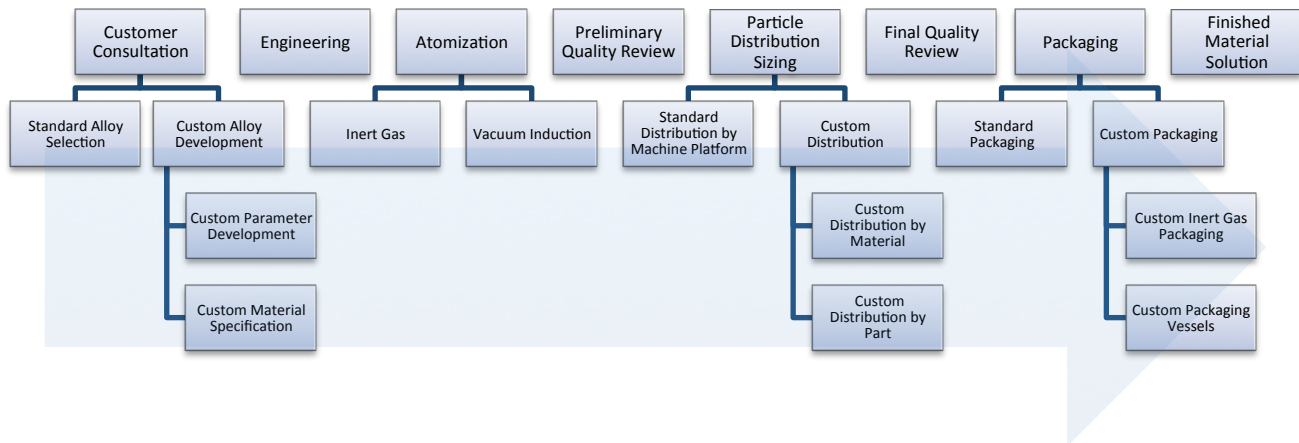 Customer
Consultation
Engineering
Atomization
Preliminary
Quality Review
Particle
Distribution
Sizing
Final Quality
Review
Packaging
Finished
Material
Solution
Standard Alloy
Selection
Custom Alloy
Development
Inert Gas
Vacuum Induction
Standard
Distribution by
Machine Platform
Custom
Distribution
Standard
Packaging
Custom Packaging
Custom Parameter
Development
Custom
Distribution by
Material
Custom Inert Gas
Packaging
Custom Material
Specification
Custom
Distribution by
Part
Custom Packaging
Vessels